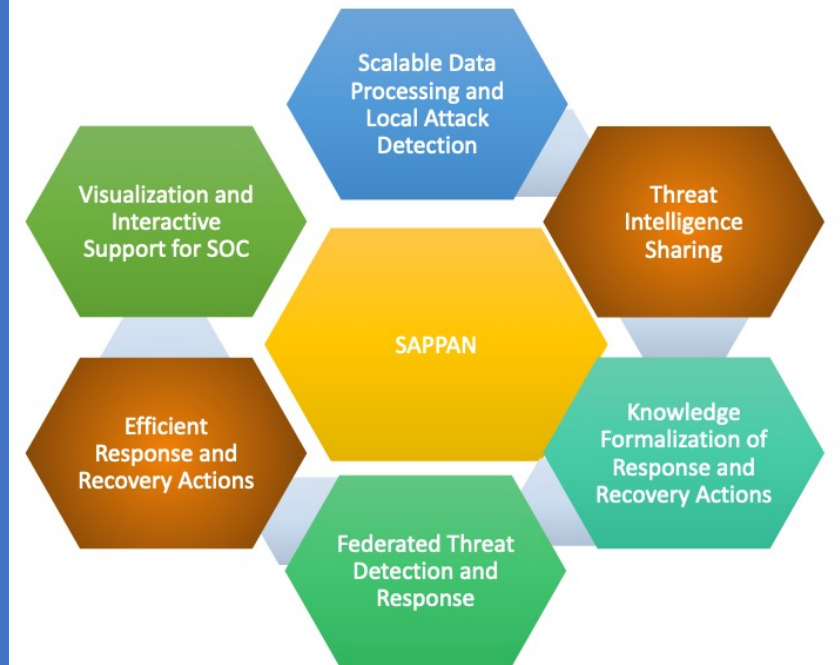 Scalable Data
Processing and
Local Attack
Detection
Visualization and
Interactive
Support for SOC
Threat
Intelligence
Sharing
SAPPAN
Efficient
Response and
Recovery Actions
Knowledge
Formalization of
Response and
Recovery Actions
Federated Threat
Detection and
Response